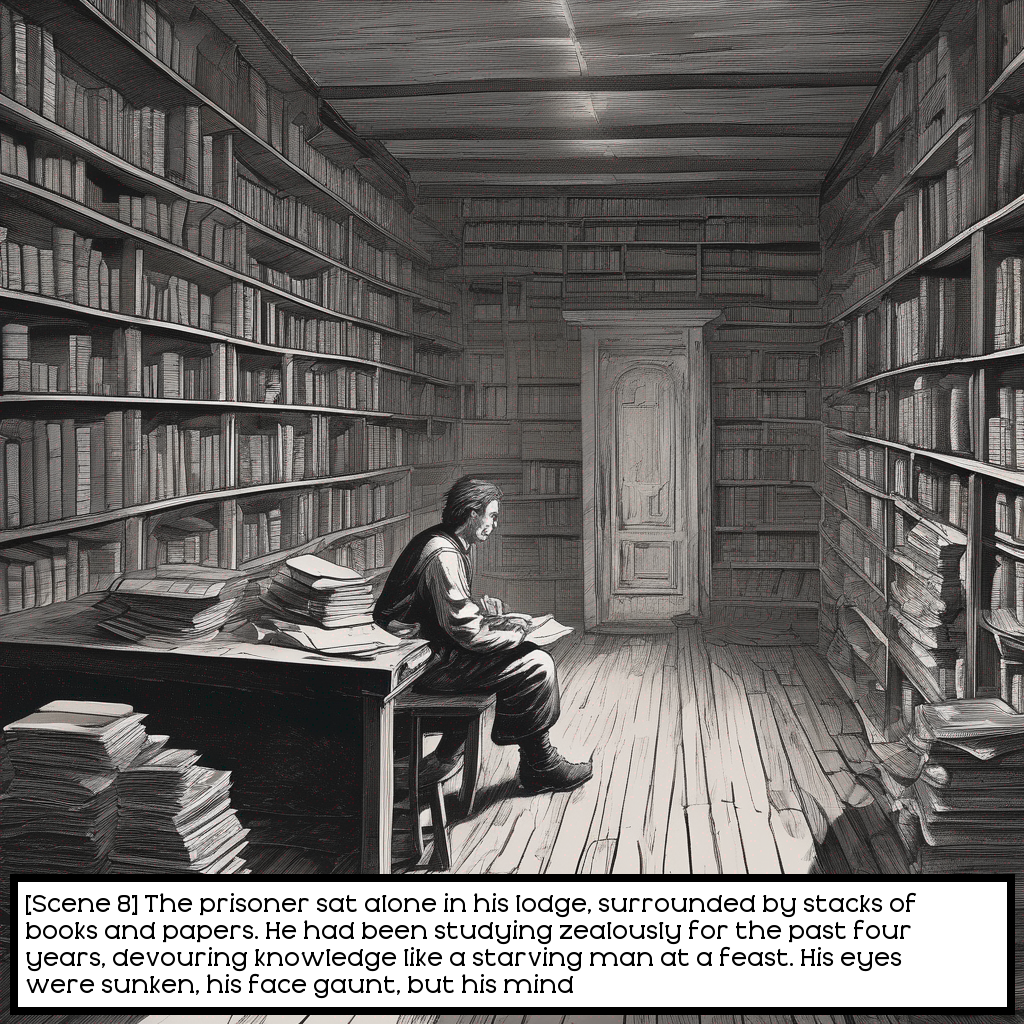 [Scene 8] The prisoner sat alone in his lodge, surrounded by stacks of
books and papers. He had been studying zealously for the past four
years, devouring knowledge like a starving man at a feast. His eyes
were sunken, his face gaunt, but his mind